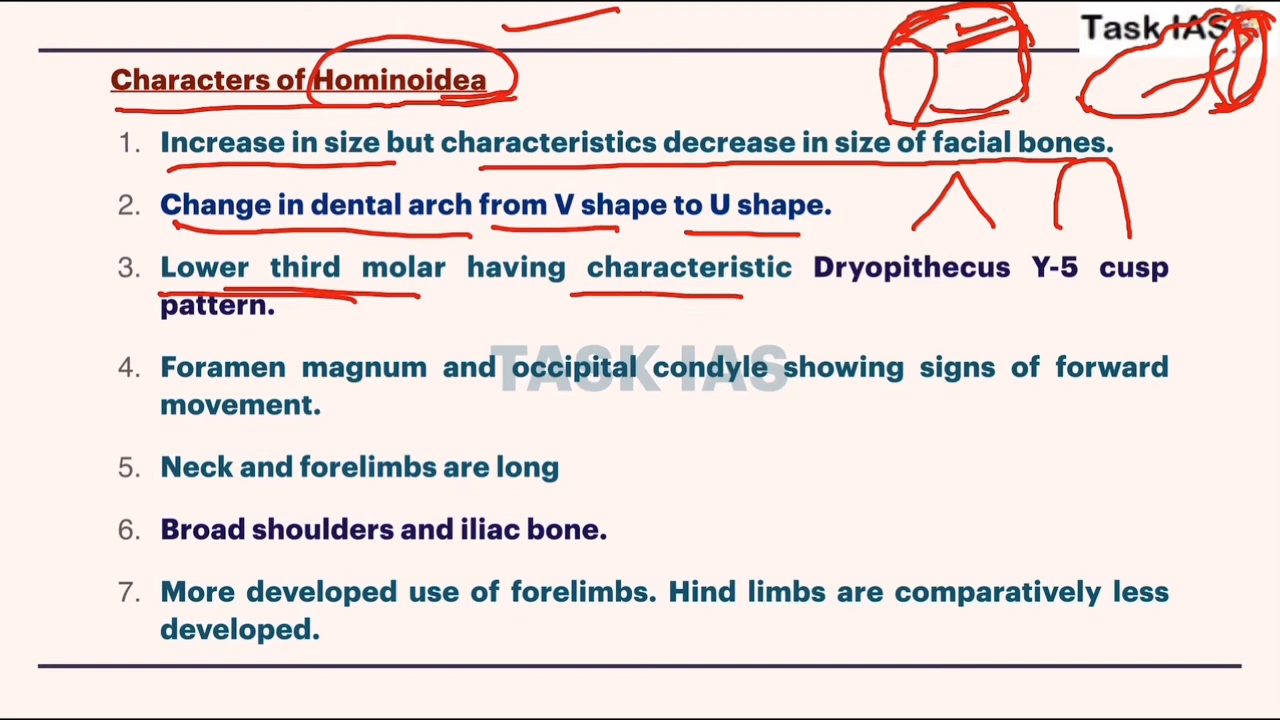 Task IAS
Characters of Hominoidea
1. Increase in size but characteristics decrease in size of facial bones.
2. Change in dental arch from V shape to U shape.
3. Lower third molar having characteristic Dryopithecus Y-5 cusp
pattern.
TASK IAS
4. Foramen magnum and occipital condyle showing signs of forward
movement.
5. Neck and forelimbs are long
6. Broad shoulders and iliac bone.
7. More developed use of forelimbs. Hind limbs are comparatively less
developed.